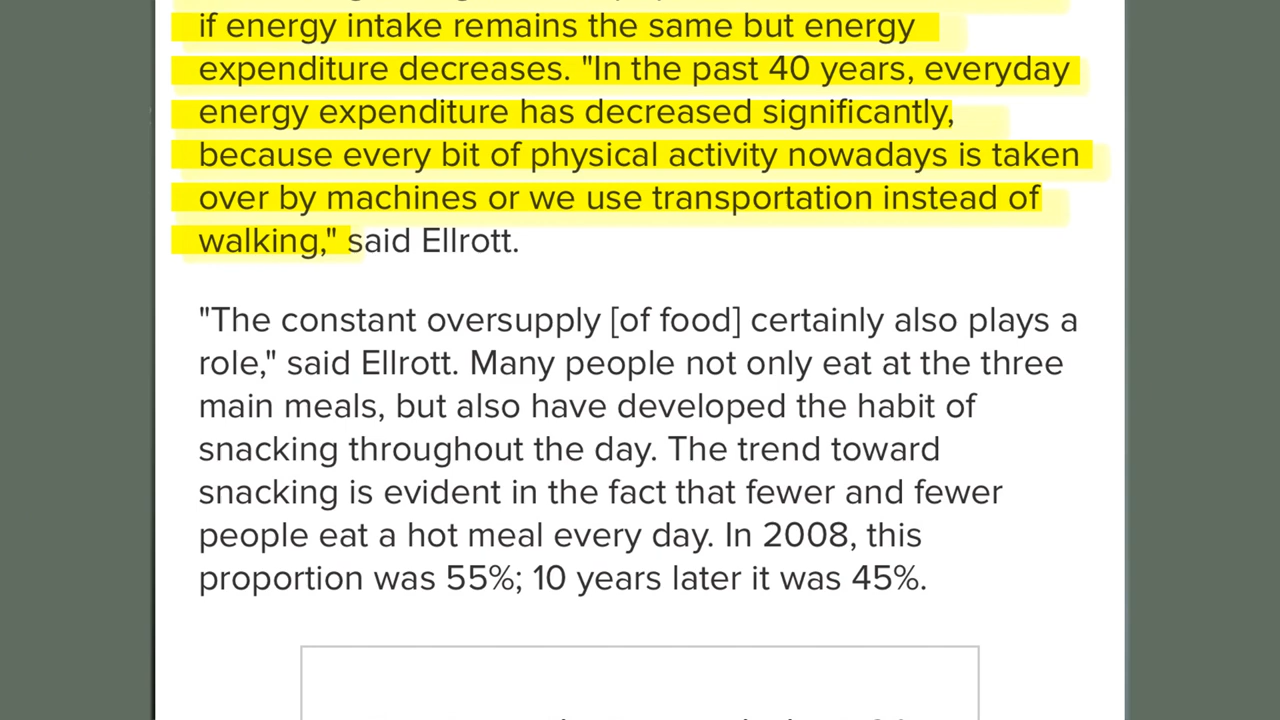 if energy intake remains the same but energy
expenditure decreases. "In the past 40 years, everyday
energy expenditure has decreased significantly,
because every bit of physical activity nowadays is taken
over by machines or we use transportation instead of
walking," said Ellrott.
"The constant oversupply [of food] certainly also plays a
role," said Ellrott. Many people not only eat at the three
main meals, but also have developed the habit of
snacking throughout the day. The trend toward
snacking is evident in the fact that fewer and fewer
people eat a hot meal every day. In 2008, this
proportion was 55%; 10 years later it was 45%.